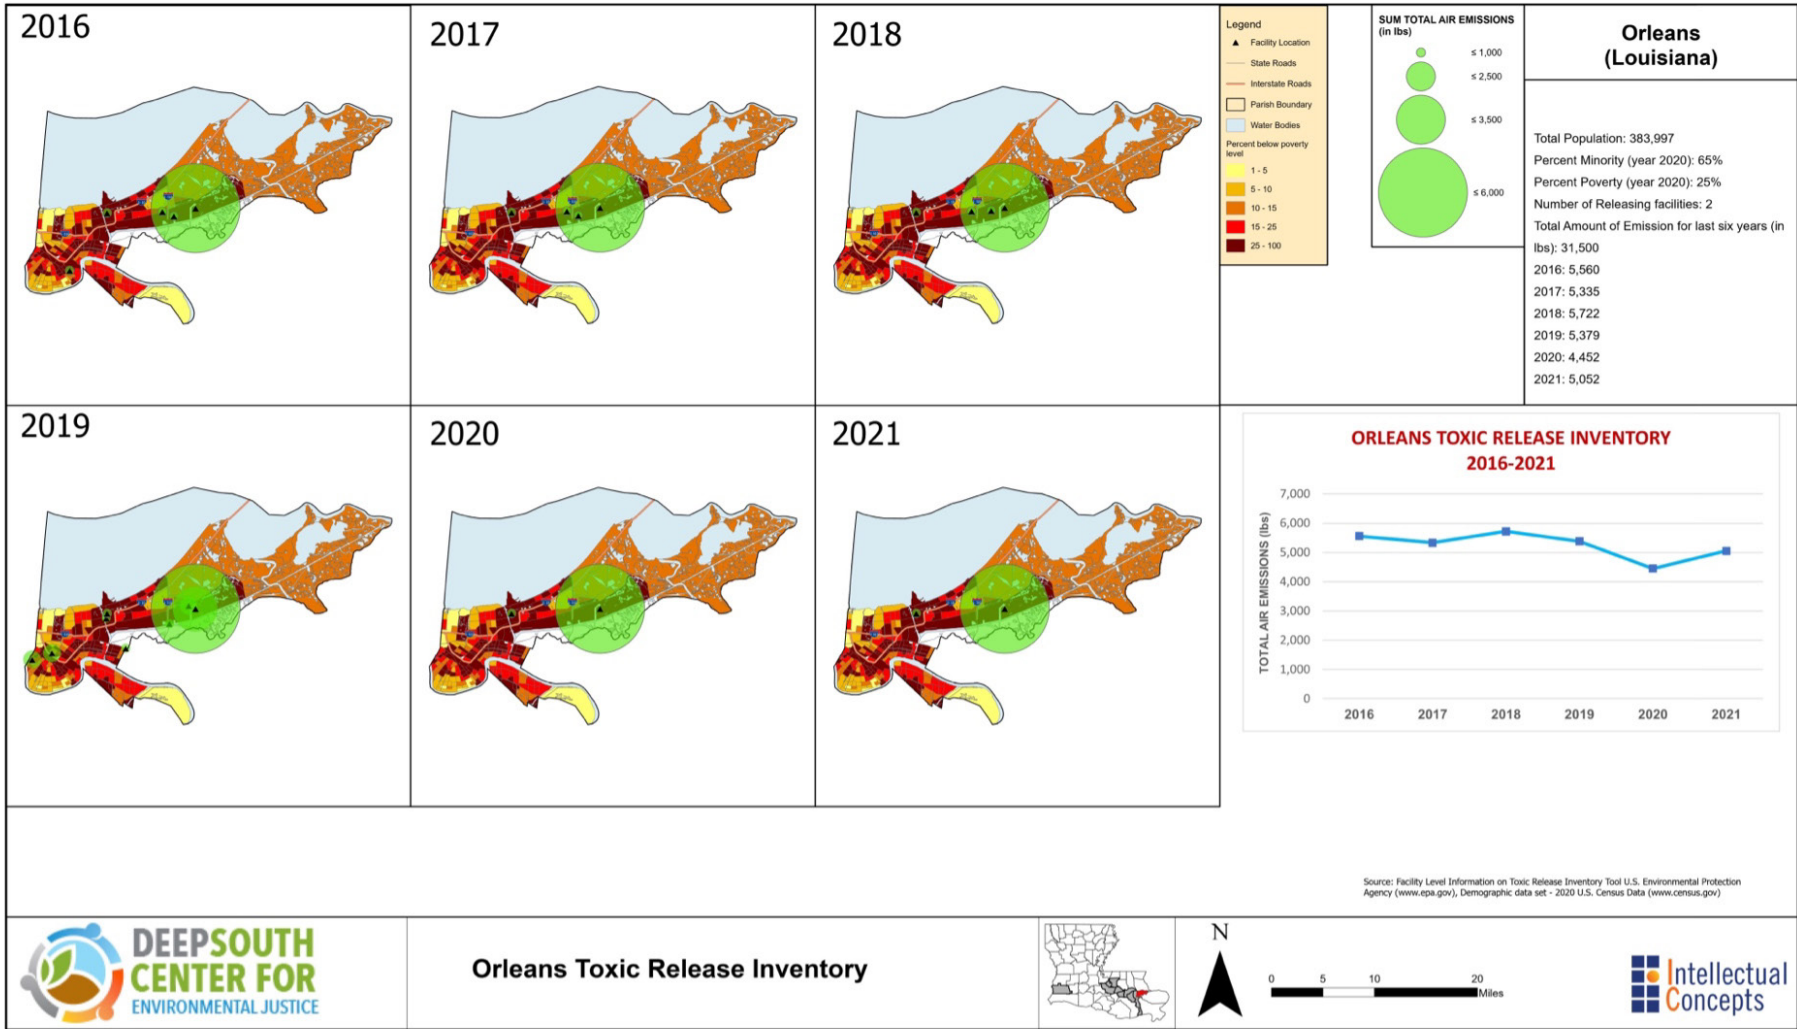 2016
2017
2018
Legend
Facility Location
State Roads
Interstate Roads
Parish Boundary
Water Bodies
Percent below poverty
level
1 - 5
5 - 10
10 - 15
15 - 25
25 - 100
SUM TOTAL AIR EMISSIONS
(in lbs)
≤ 1,000
≤ 2,500
≤ 3,500
≤ 6,000
Orleans
(Louisiana)
Total Population: 383,997
Percent Minority (year 2020): 65%
Percent Poverty (year 2020): 25%
Number of Releasing facilities: 2
Total Amount of Emission for last six years (in
lbs): 31,500
2016: 5,560
2017: 5,335
2018: 5,722
2019: 5,379
2020: 4,452
2021: 5,052
2019
2020
2021
ORLEANS TOXIC RELEASE INVENTORY
2016-2021
TOTAL AIR EMISSIONS (lbs)
7,000
6,000
5,000
4,000
3,000
2,000
1,000
0
2016 2017 2018 2019 2020 2021
Source: Facility Level Information on Toxic Release Inventory Tool U.S. Environmental Protection
Agency (www.epa.gov), Demographic data set - 2020 U.S. Census Data (www.census.gov)
DEEPSOUTH
CENTER FOR
ENVIRONMENTAL JUSTICE
Orleans Toxic Release Inventory
N
0 5 10 20
Miles
Intellectual
Concepts